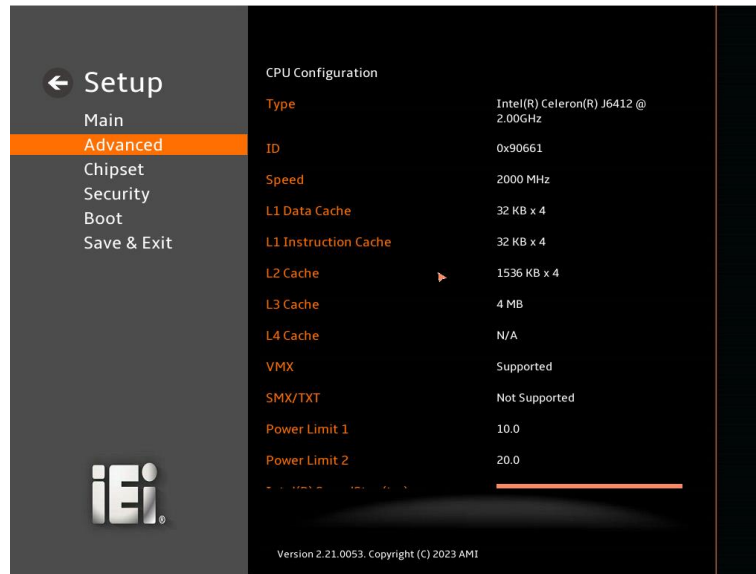 Setup
Main
Advanced
Chipset
Security
Boot
Save & Exit
iEi®
CPU Configuration
Type Intel(R) Celeron(R) J6412 @
2.00GHz
ID 0x90661
Speed 2000 MHz
L1 Data Cache 32 KB x 4
L1 Instruction Cache 32 KB x 4
L2 Cache 1536 KB x 4
L3 Cache 4 MB
L4 Cache N/A
VMX Supported
SMX/TXT Not Supported
Power Limit 1 10.0
Power Limit 2 20.0
Version 2.21.0053. Copyright (C) 2023 AMI